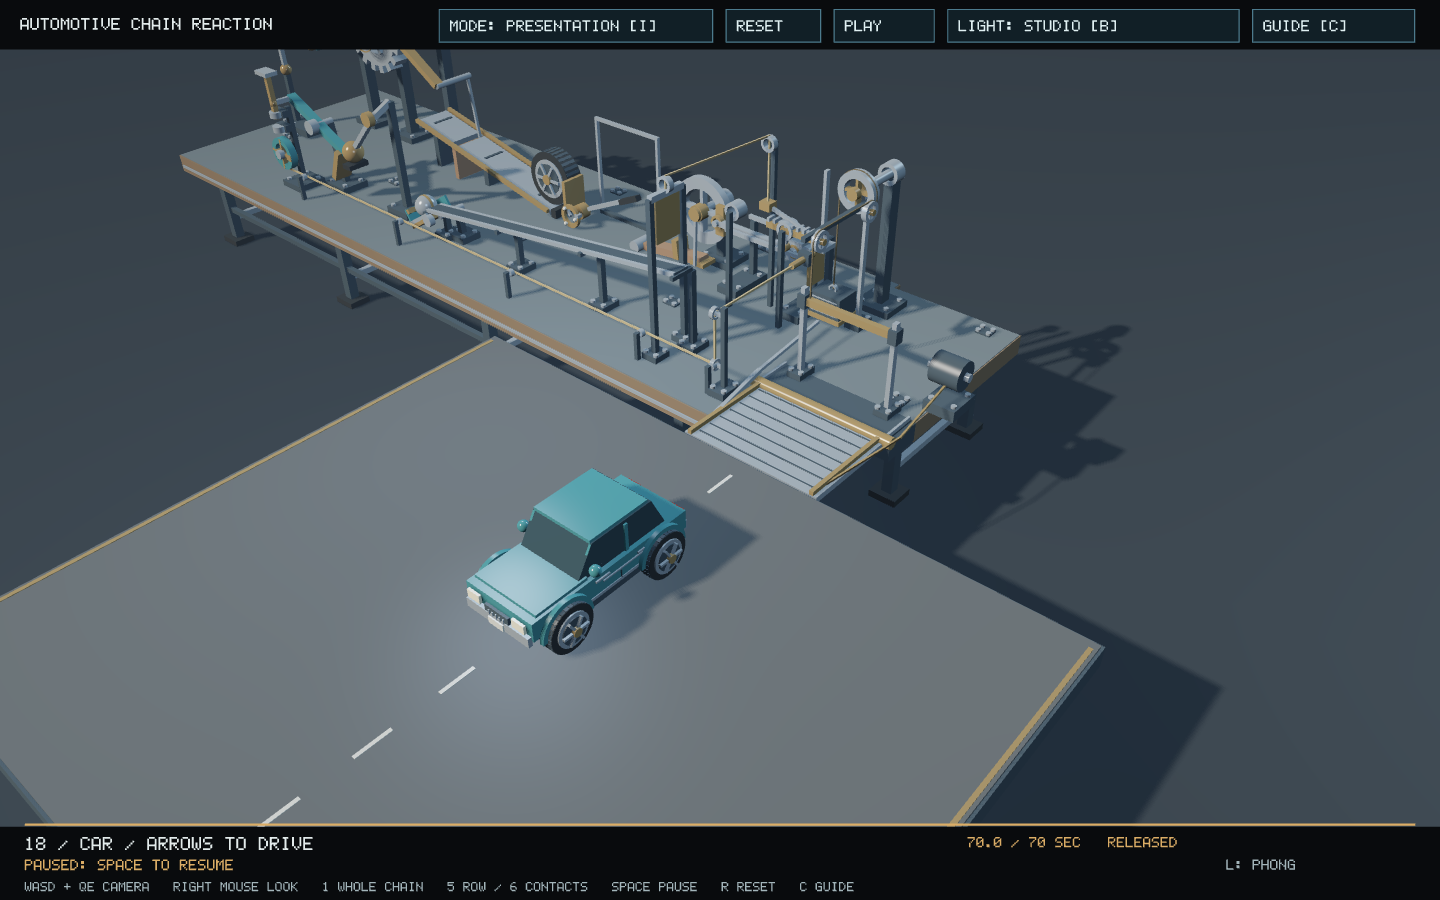 AUTOMOTIVE CHAIN REACTION
MODE: PRESENTATION [I]
RESET
PLAY
LIGHT: STUDIO [B]
GUIDE [C]
18 / CAR / ARROWS TO DRIVE
70.0 / 70 SEC RELEASED
PAUSED: SPACE TO RESUME
L: PHONG
WASD + QE CAMERA RIGHT MOUSE LOOK 1 WHOLE CHAIN 5 ROW / 6 CONTACTS SPACE PAUSE R RESET C GUIDE